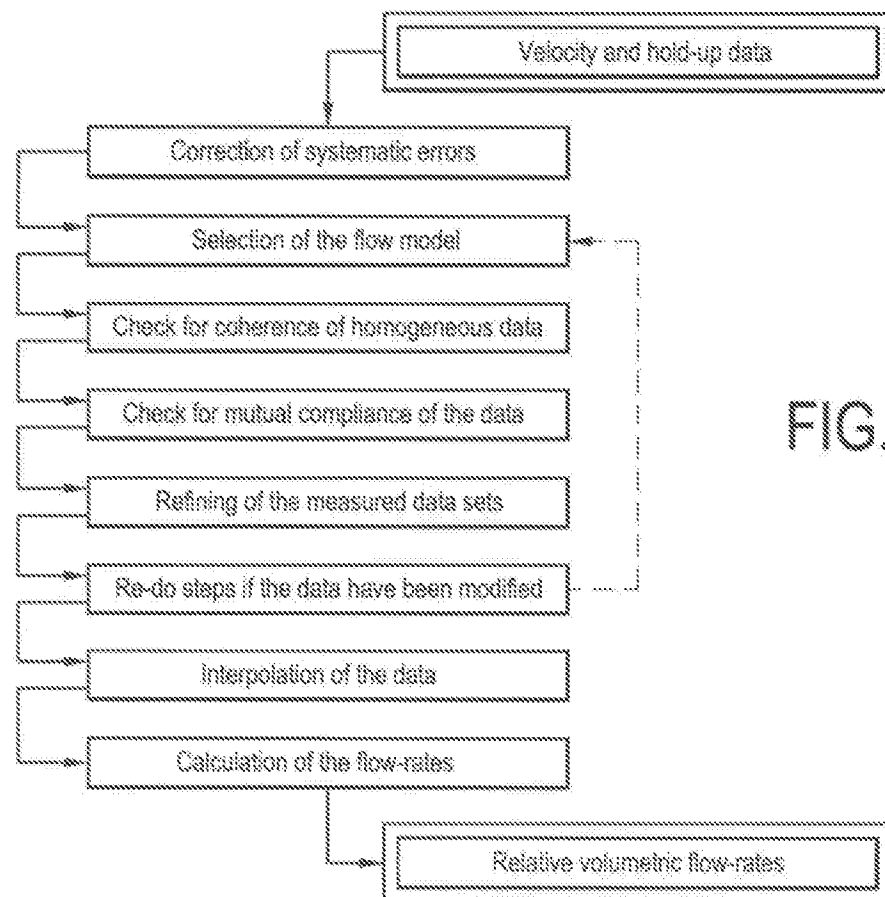 Velocity and hold-up data
Correction of systematic errors
Selection of the flow model
Check for coherence of homogeneous data
Check for mutual compliance of the data
FIG.
Refining of the measured data sets
Re-do steps if the data have been modified
Interpolation of the data
Calculation of the flow-rates
Relative volumetric flow-rates